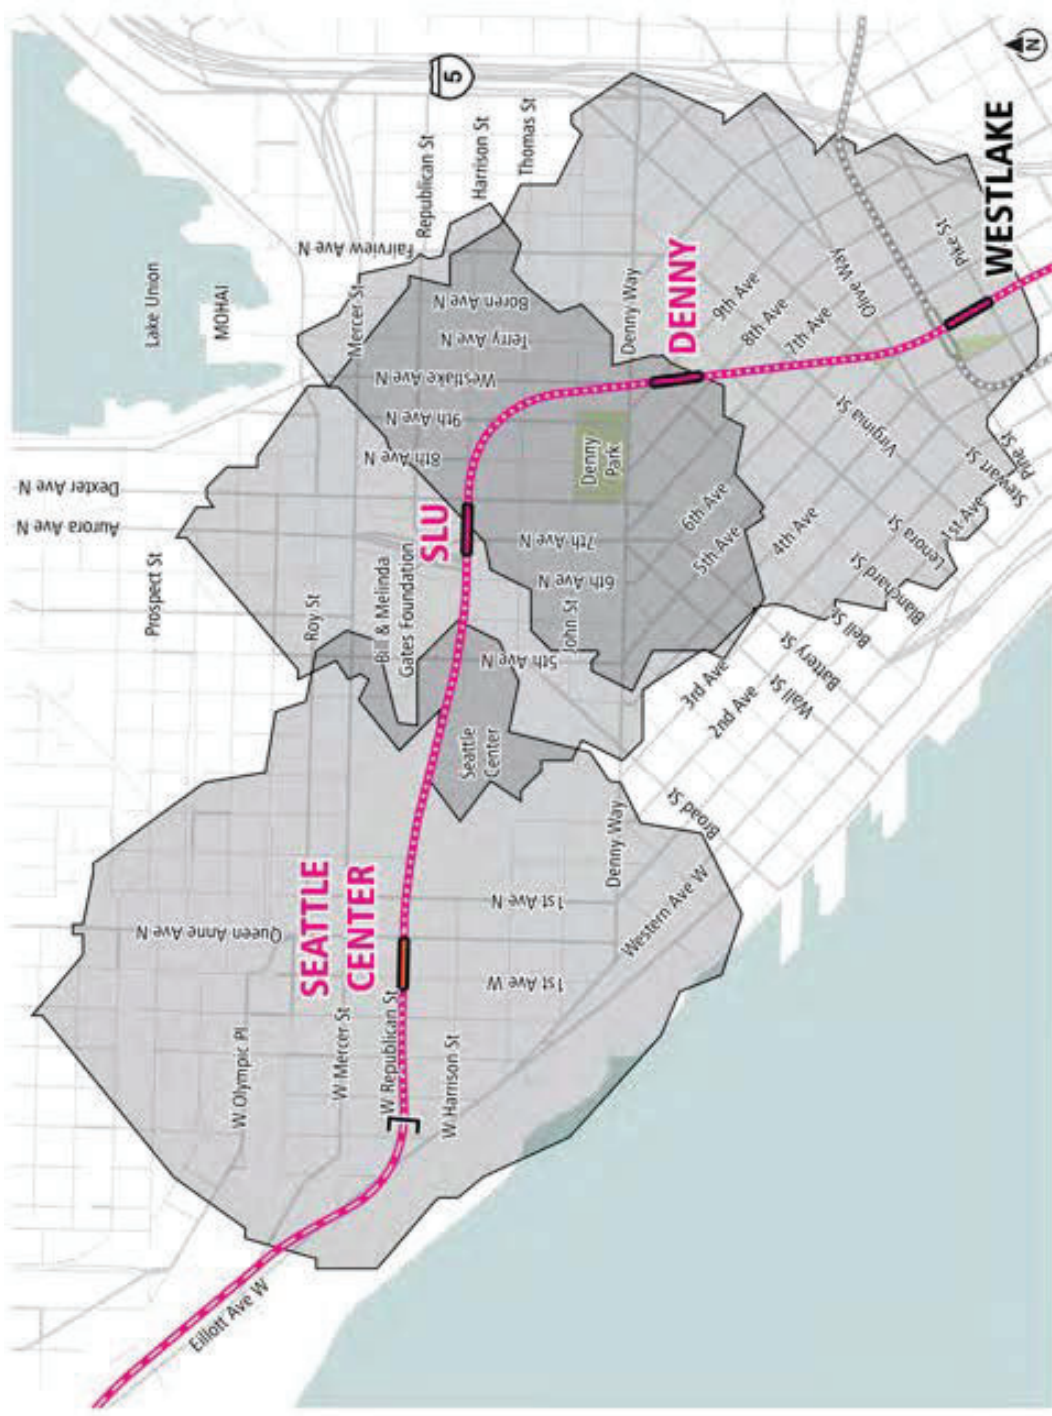 Elliott Ave W
W Olympic Pl
W Mercer St
W Republican St
W Harrison St
SEATTLE
CENTER
Queen Anne Ave N
1st Ave W
1st Ave N
Western Ave W
Denny Way
Broad St
Prospect St
Roy St
Bill & Melinda
Gates Foundation
Seattle
Center
5th Ave N
John St
6th Ave N
7th Ave N
Aurora Ave N
Dexter Ave N
SLU
8th Ave N
9th Ave N
Westlake Ave N
Terry Ave N
Boren Ave N
Fairview Ave N
Mercer St
Republican St
Harrison St
Thomas St
Lake Union
MOHAI
5
Denny
Park
Denny Way
DENNY
9th Ave
8th Ave
7th Ave
6th Ave
5th Ave
4th Ave
3rd Ave
2nd Ave
1st Ave
Wall St
Battery St
Bell St
Blanchard St
Lenora St
Virginia St
Stewart St
Olive Way
Pine St
Pike St
WESTLAKE
N